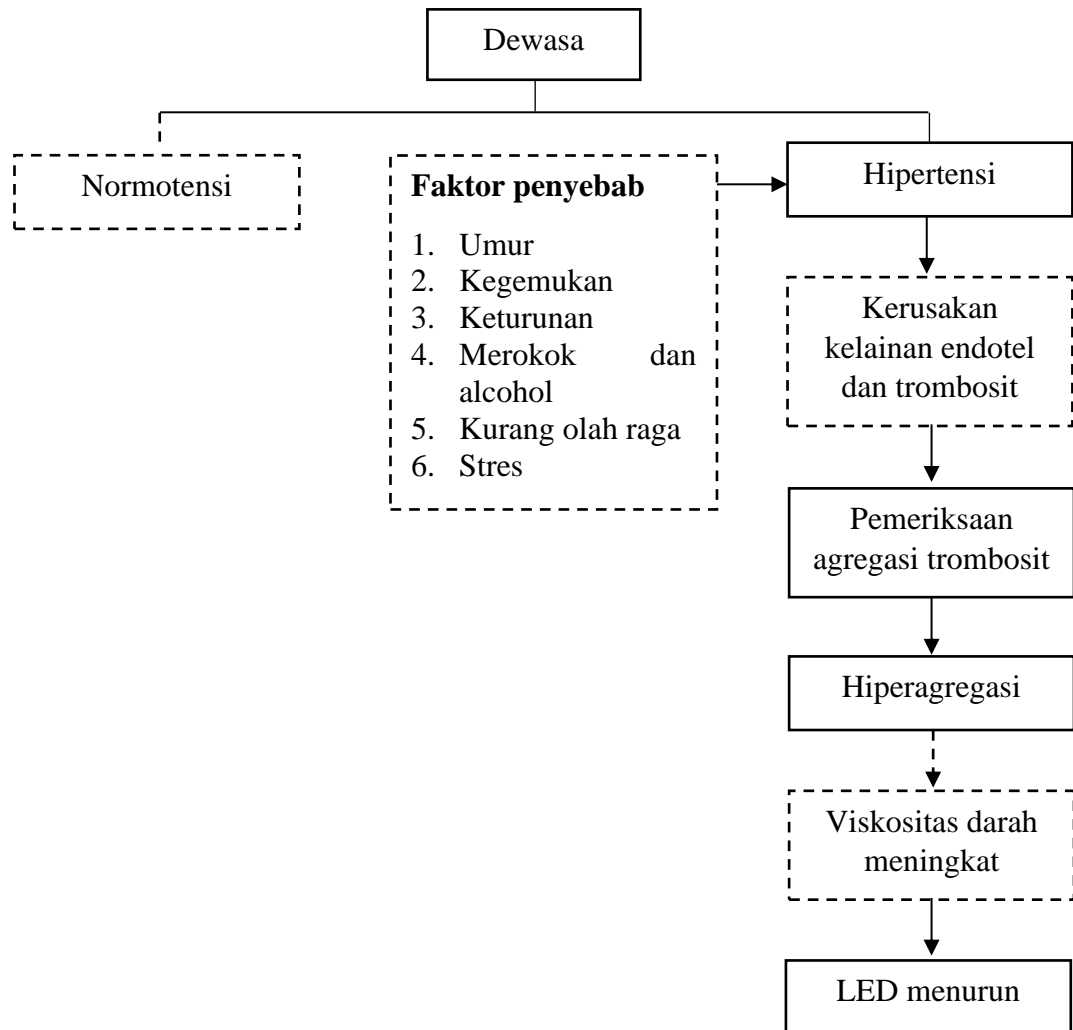 Dewasa
Normotensi
Faktor penyebab
1. Umur
2. Kegemukan
3. Keturunan
4. Merokok dan
alcohol
5. Kurang olah raga
6. Stres
Hipertensi
Kerusakan
kelainan endotel
dan trombosit
Pemeriksaan
agregasi trombosit
Hiperagregasi
Viskositas darah
meningkat
LED menurun